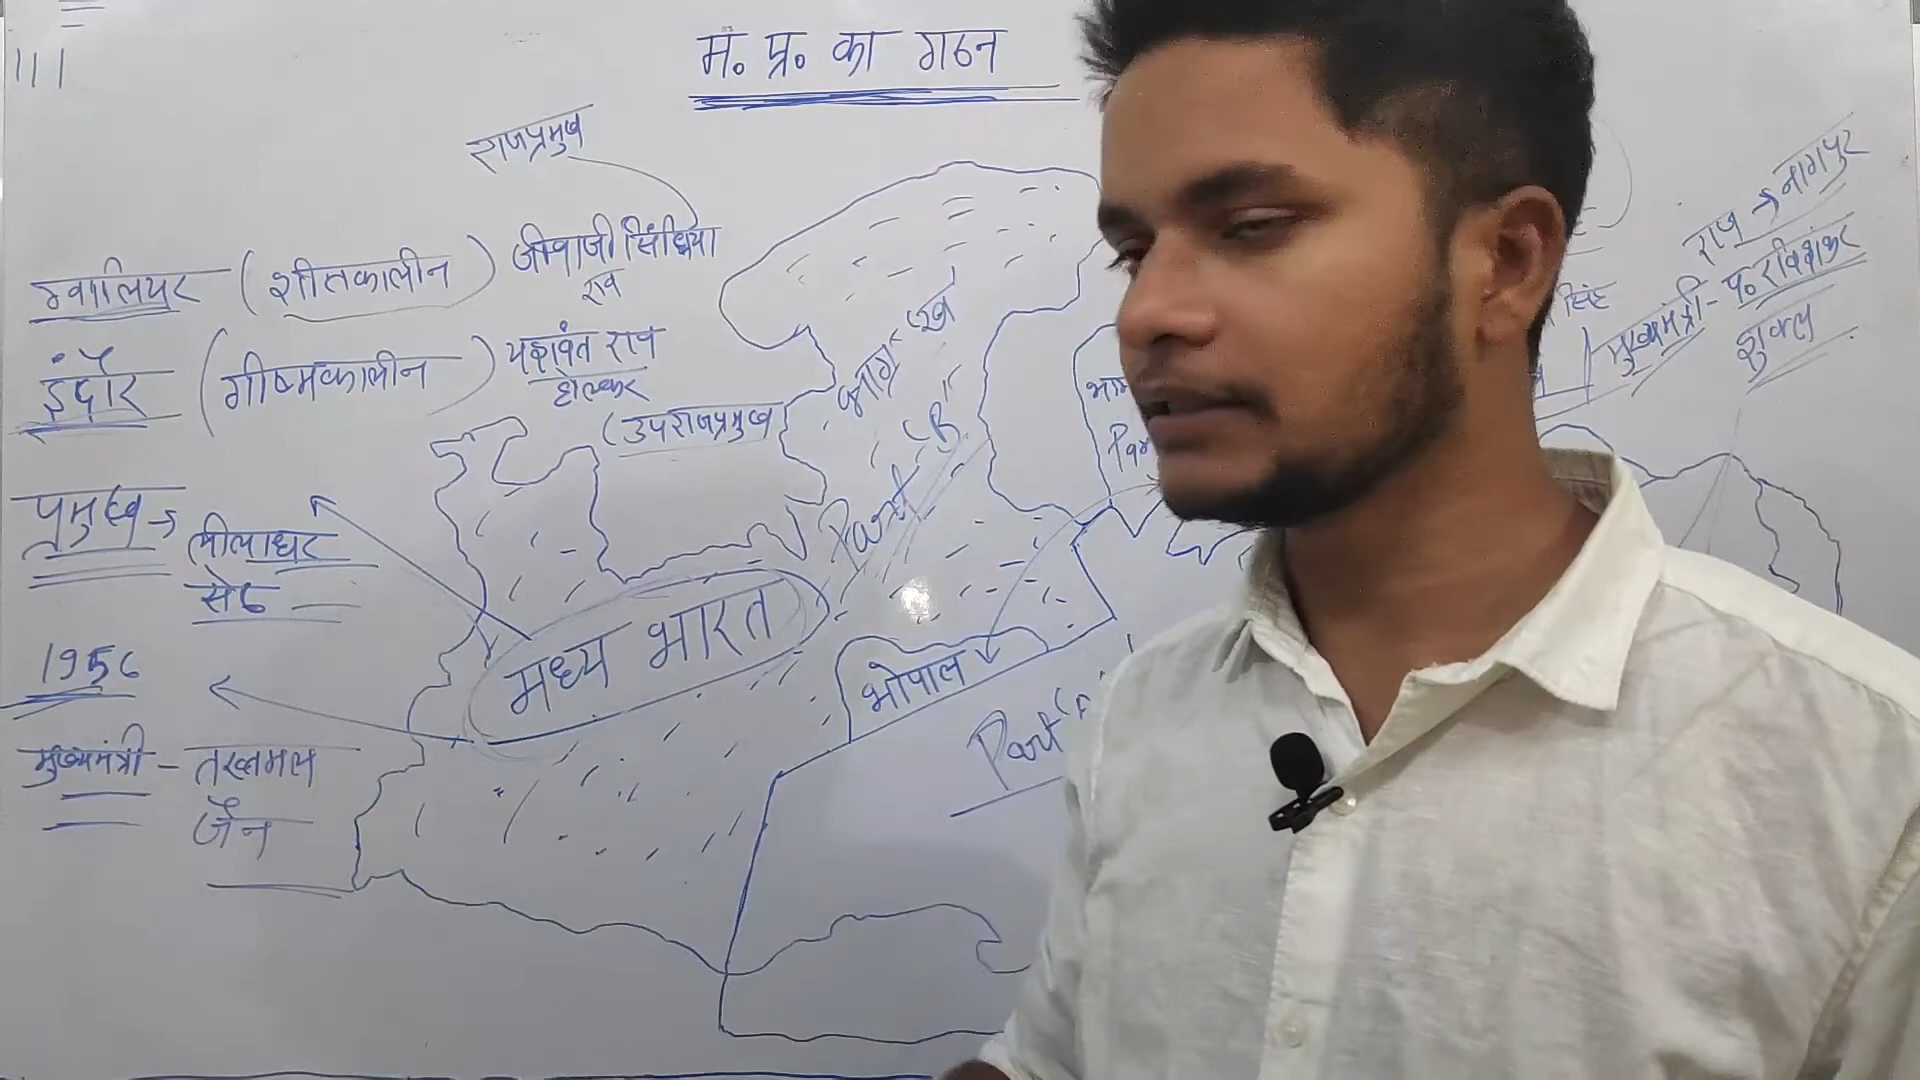 म. प्र. का गठन
राजप्रमुख
ग्वालियर (शीतकालीन) जीवाजी सिंधिया
राव
इंदौर (गीष्मकालीन) यशवंत राव
होल्कर
(उपराजप्रमुख
प्रमुख → लीलाधर
सेठ
1956
मुख्यमंत्री - तख्तमल
जैन
मध्य भारत
भाग "ख"
Part "B"
भोपाल
Part
राज → नागपुर
मुख्यमंत्री - पं० रविशंकर
शुक्ल
सिंह